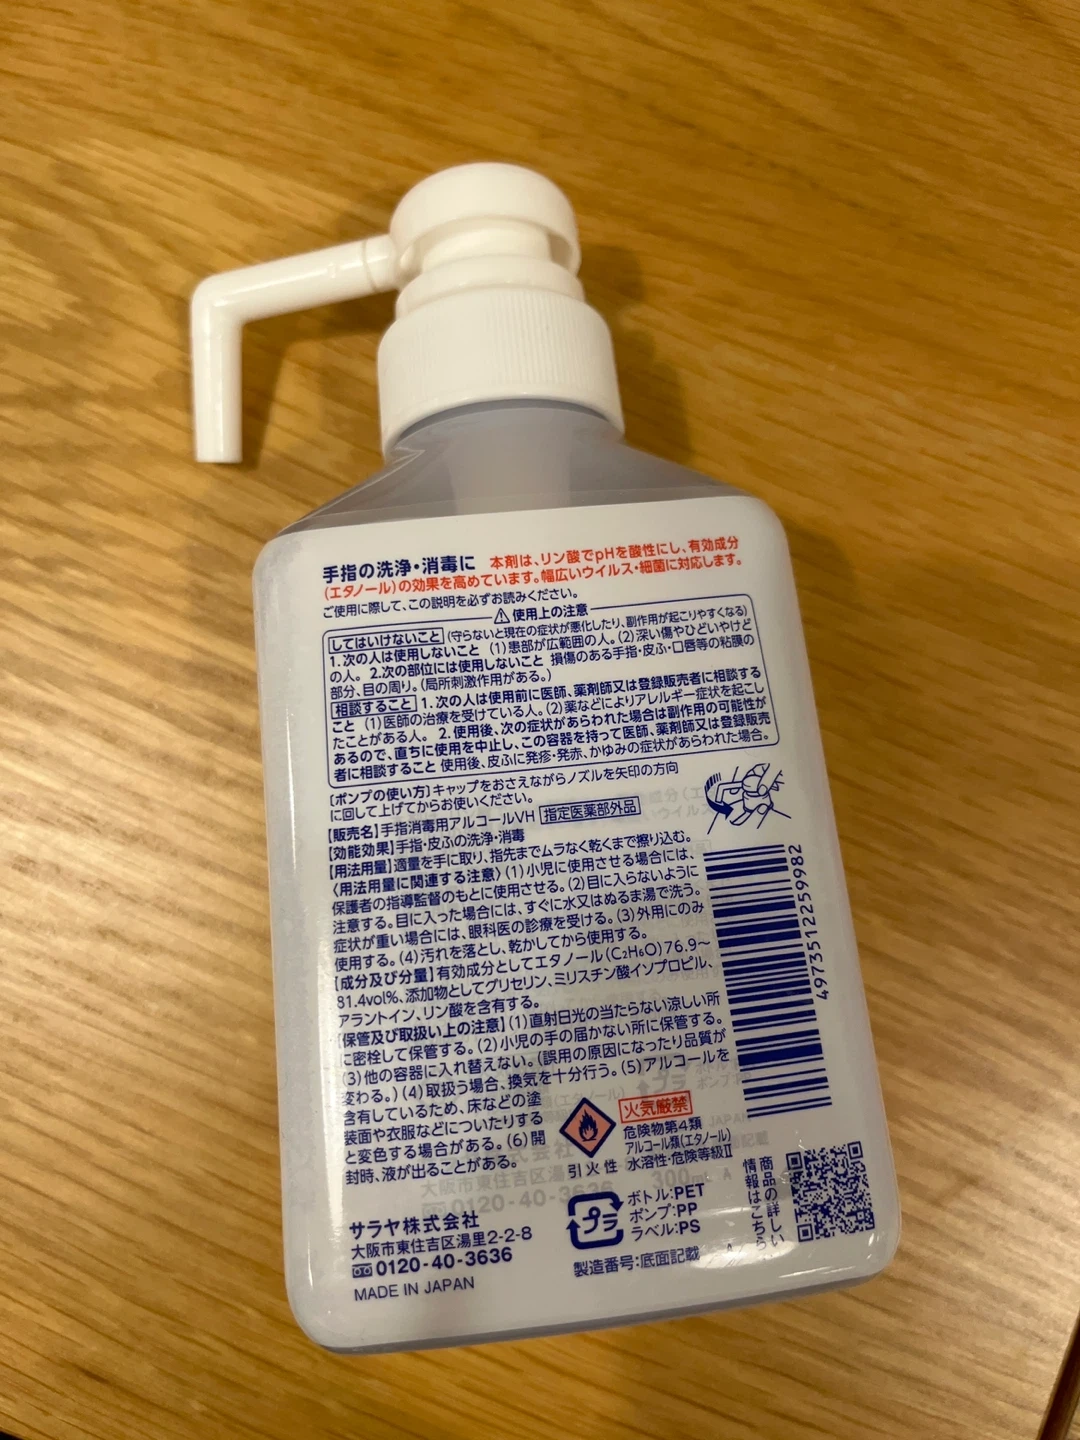 手指の洗浄・消毒に 本剤は、リン酸でpHを酸性にし、有効成分
(エタノール)の効果を高めています。幅広いウイルス・細菌に対応します。
ご使用に際して、この説明を必ずお読みください。
⚠使用上の注意
してはいけないこと (守らないと現在の症状が悪化したり、副作用が起こりやすくなる)
1.次の人は使用しないこと (1)患部が広範囲の人。(2)深い傷やひどいやけど
の人。 2.次の部位には使用しないこと 損傷のある手指・皮ふ・口唇等の粘膜の
部分、目の周り。(局所刺激作用がある。)
相談すること 1.次の人は使用前に医師、薬剤師又は登録販売者に相談する
こと (1)医師の治療を受けている人。(2)薬などによりアレルギー症状を起こし
たことがある人。 2.使用後、次の症状があらわれた場合は副作用の可能性が
あるので、直ちに使用を中止し、この容器を持って医師、薬剤師又は登録販売
者に相談すること 使用後、皮ふに発疹・発赤、かゆみの症状があらわれた場合。
〔ポンプの使い方〕キャップをおさえながらノズルを矢印の方向
に回して上げてからお使いください。
【販売名】手指消毒用アルコールVH 指定医薬部外品
【効能効果】手指・皮ふの洗浄・消毒
【用法用量】適量を手に取り、指先までムラなく乾くまで擦り込む。
〈用法用量に関連する注意〉(1)小児に使用させる場合には、
保護者の指導監督のもとに使用させる。(2)目に入らないように
注意する。目に入った場合には、すぐに水又はぬるま湯で洗う。
症状が重い場合には、眼科医の診療を受ける。(3)外用にのみ
使用する。(4)汚れを落とし、乾かしてから使用する。
【成分及び分量】有効成分としてエタノール(C₂H₆O)76.9~
81.4vol%、添加物としてグリセリン、ミリスチン酸イソプロピル、
アラントイン、リン酸を含有する。
【保管及び取扱い上の注意】(1)直射日光の当たらない涼しい所
に密栓して保管する。(2)小児の手の届かない所に保管する。
(3)他の容器に入れ替えない。(誤用の原因になったり品質が
変わる。)(4)取扱う場合、換気を十分行う。(5)アルコールを
含有しているため、床などの塗
装面や衣服などについたりする
と変色する場合がある。(6)開
封時、液が出ることがある。
引火性
火気厳禁
危険物第4類
アルコール類(エタノール)
水溶性・危険等級Ⅱ
サラヤ株式会社
大阪市東住吉区湯里2-2-8
0120-40-3636
MADE IN JAPAN
プラ
ボトル:PET
ポンプ:PP
ラベル:PS
製造番号:底面記載
A
商品の詳しい
情報はこちら
4973512259982